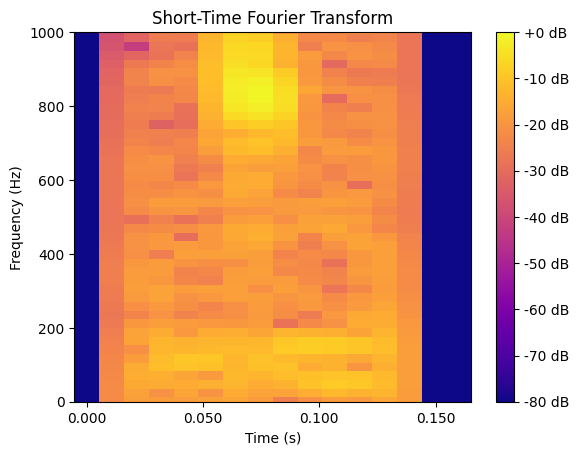 Short-Time Fourier Transform
1000
800
600
400
200
0
Frequency (Hz)
0.000
0.050
0.100
0.150
Time (s)
+0 dB
-10 dB
-20 dB
-30 dB
-40 dB
-50 dB
-60 dB
-70 dB
-80 dB